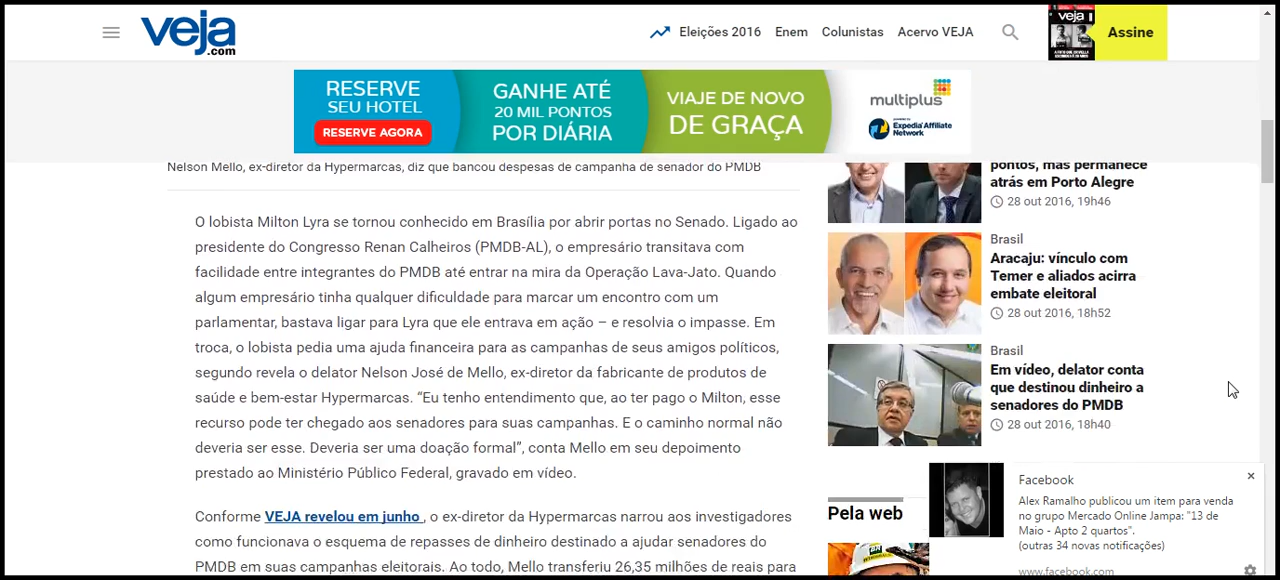 veja
.com
Eleições 2016 Enem Colunistas Acervo VEJA
veja
Assine
RESERVE
SEU HOTEL
RESERVE AGORA
GANHE ATÉ
20 MIL PONTOS
POR DIÁRIA
VIAJE DE NOVO
DE GRAÇA
multiplus
Expedia Affiliate
Network
Nelson Mello, ex-diretor da Hypermarcas, diz que bancou despesas de campanha de senador do PMDB
O lobista Milton Lyra se tornou conhecido em Brasília por abrir portas no Senado. Ligado ao
presidente do Congresso Renan Calheiros (PMDB-AL), o empresário transitava com
facilidade entre integrantes do PMDB até entrar na mira da Operação Lava-Jato. Quando
algum empresário tinha qualquer dificuldade para marcar um encontro com um
parlamentar, bastava ligar para Lyra que ele entrava em ação – e resolvia o impasse. Em
troca, o lobista pedia uma ajuda financeira para as campanhas de seus amigos políticos,
segundo revela o delator Nelson José de Mello, ex-diretor da fabricante de produtos de
saúde e bem-estar Hypermarcas. “Eu tenho entendimento que, ao ter pago o Milton, esse
recurso pode ter chegado aos senadores para suas campanhas. E o caminho normal não
deveria ser esse. Deveria ser uma doação formal”, conta Mello em seu depoimento
prestado ao Ministério Público Federal, gravado em vídeo.
Conforme VEJA revelou em junho , o ex-diretor da Hypermarcas narrou aos investigadores
como funcionava o esquema de repasses de dinheiro destinado a ajudar senadores do
PMDB em suas campanhas eleitorais. Ao todo, Mello transferiu 26,35 milhões de reais para
pontos, mas permanece
atrás em Porto Alegre
28 out 2016, 19h46
Brasil
Aracaju: vínculo com
Temer e aliados acirra
embate eleitoral
28 out 2016, 18h52
Brasil
Em vídeo, delator conta
que destinou dinheiro a
senadores do PMDB
28 out 2016, 18h40
Pela web
Facebook
Alex Ramalho publicou um item para venda
no grupo Mercado Online Jampa: "13 de
Maio - Apto 2 quartos".
(outras 34 novas notificações)
www.facebook.com